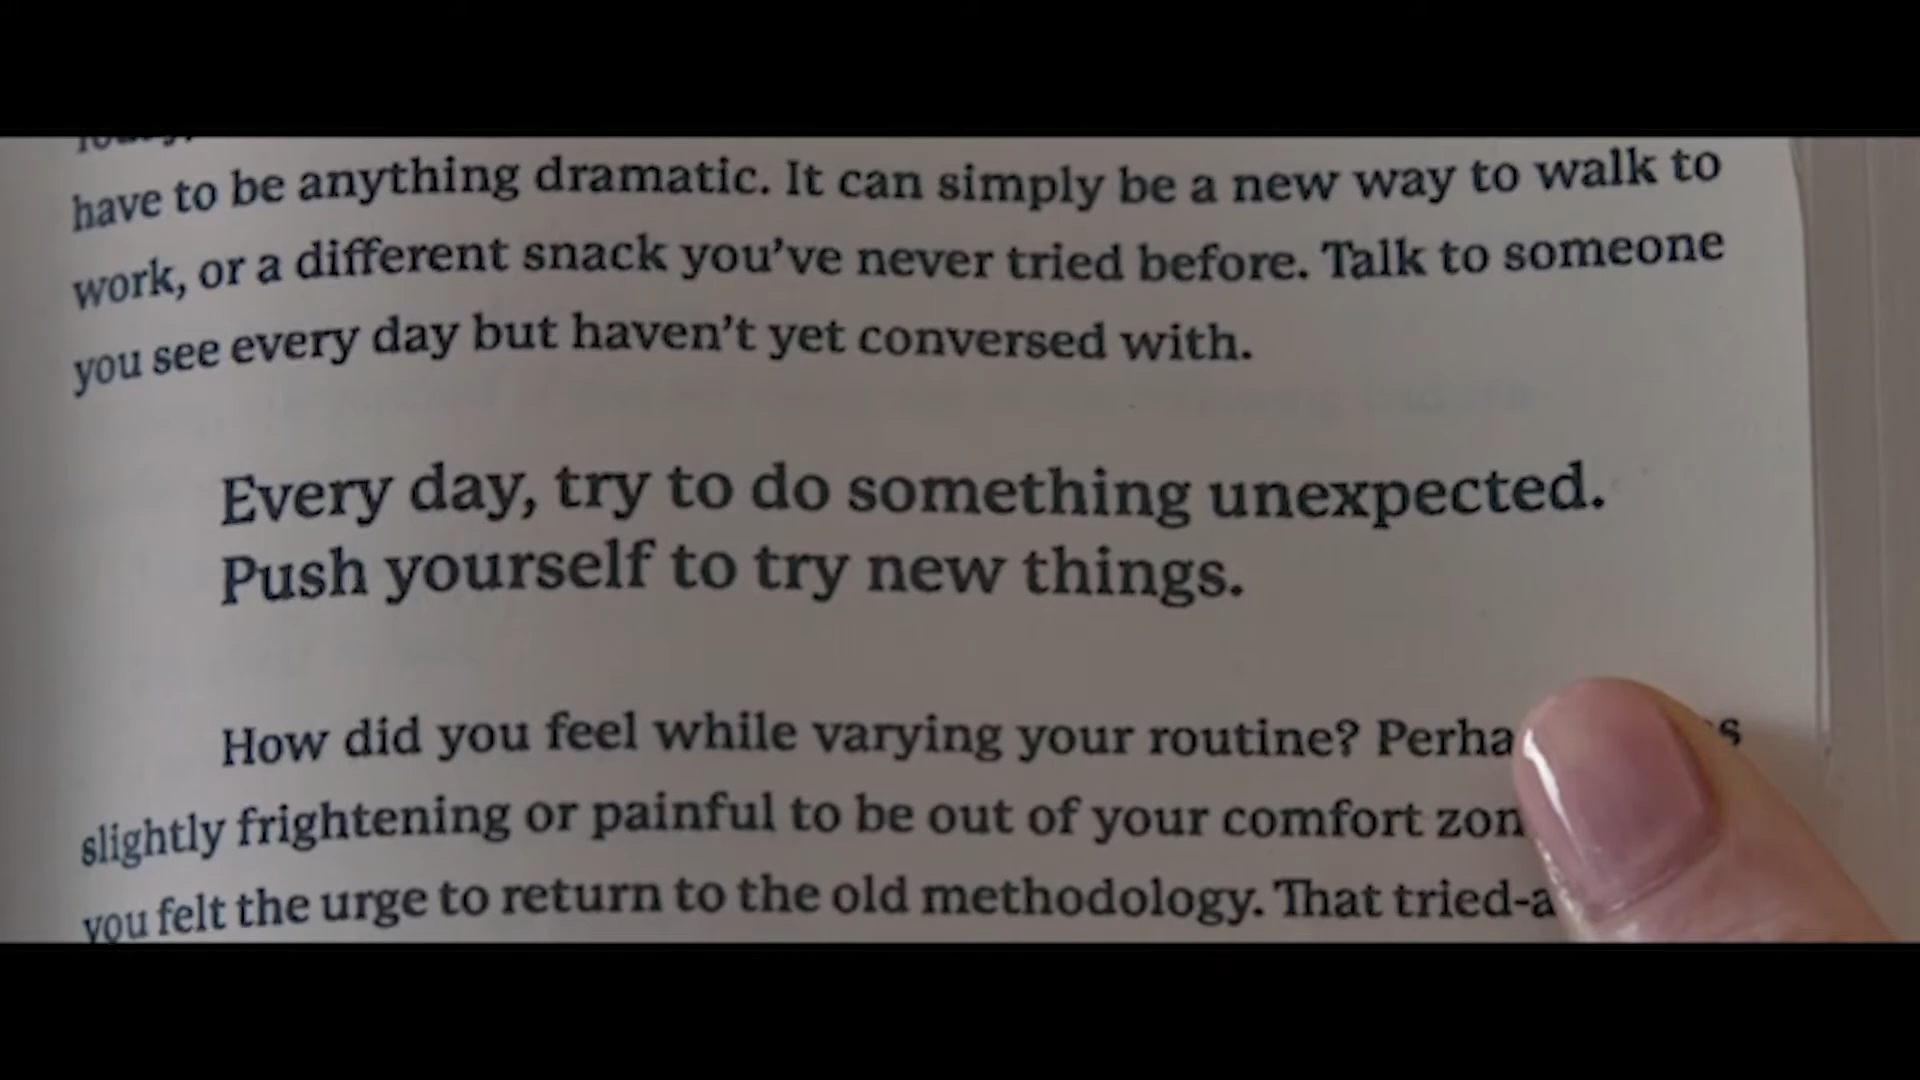 have to be anything dramatic. It can simply be a new way to walk to
work, or a different snack you've never tried before. Talk to someone
you see every day but haven't yet conversed with.
Every day, try to do something unexpected.
Push yourself to try new things.
How did you feel while varying your routine?
slightly frightening or painful to be out of your comfort
you felt the urge to return to the old methodology. That